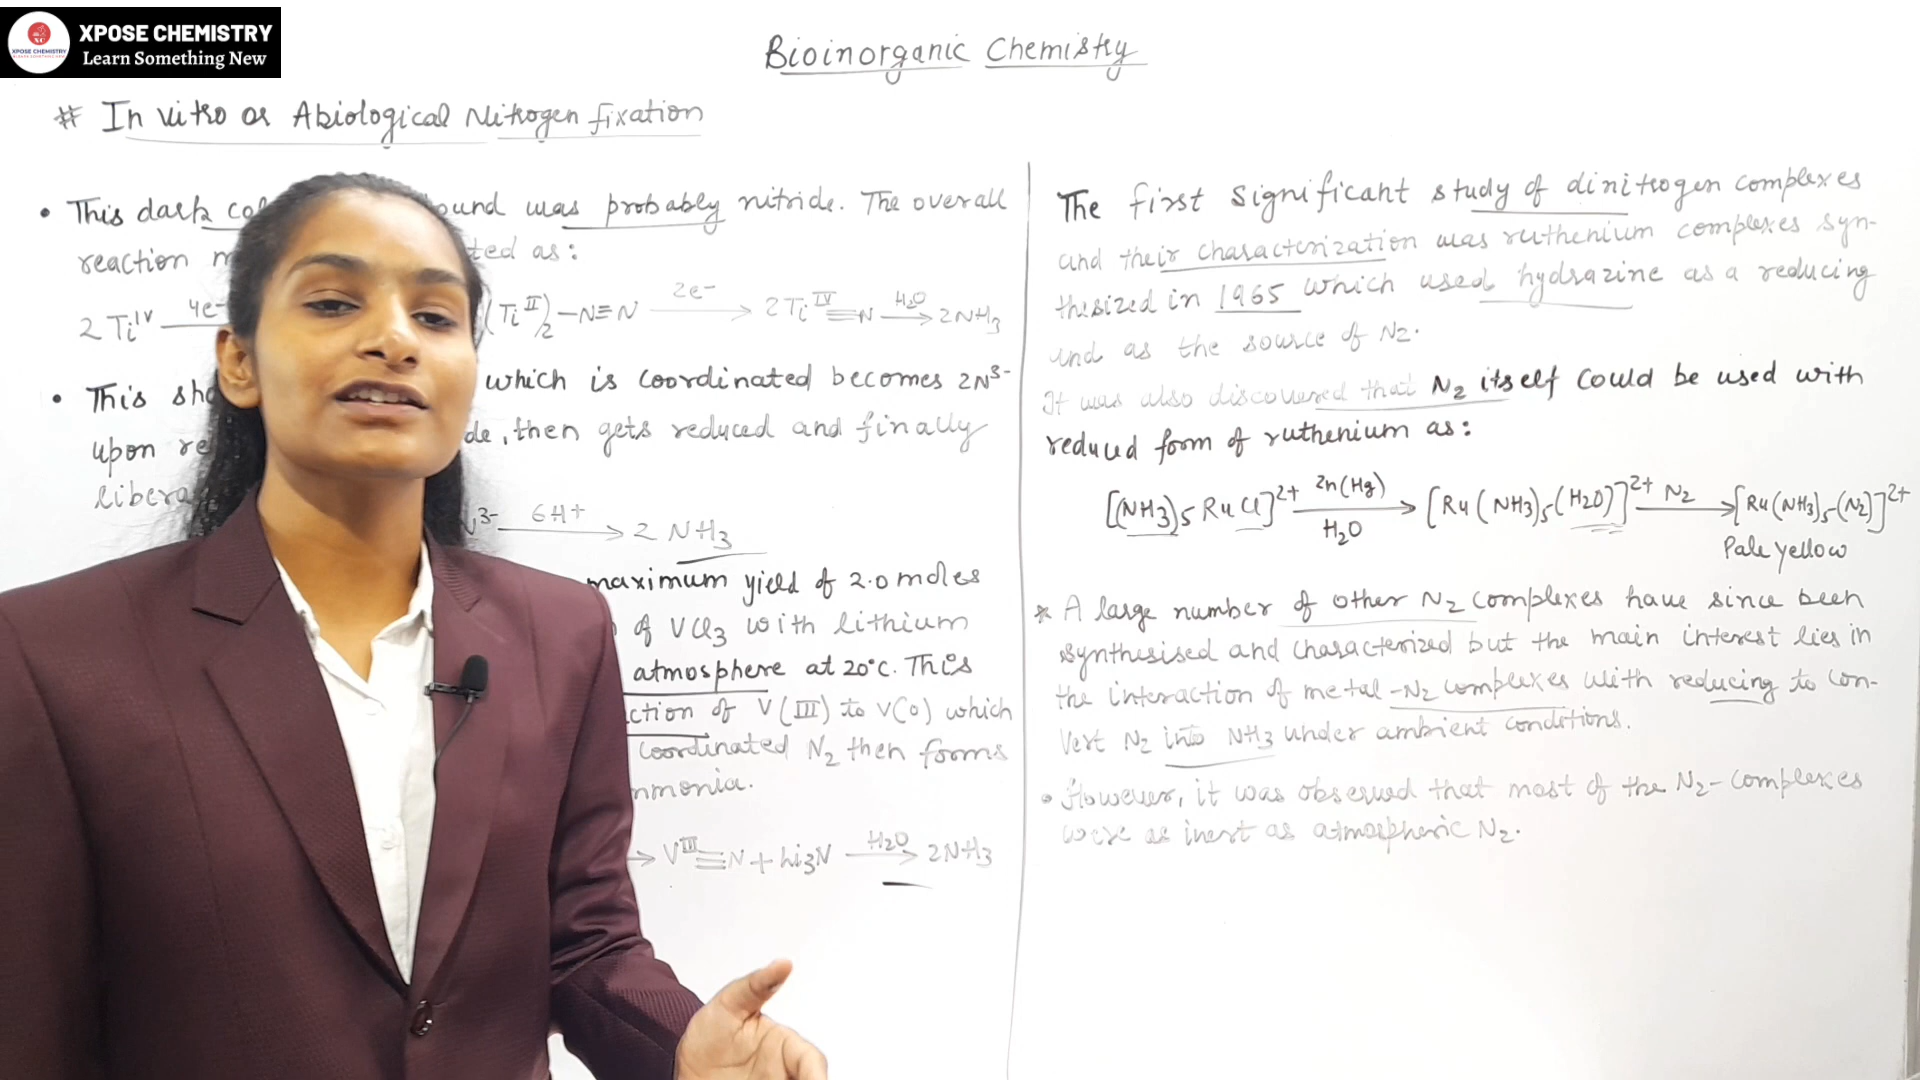 XPOSE CHEMISTRY
Learn Something New
XPOSE CHEMISTRY
Bioinorganic Chemistry
# In vitro or Abiological Nitrogen fixation
• This dark ound was probably nitride. The overall
reaction ted as:
2 Ti^IV 4e- (Ti^II)2 –N≡N 2e- → 2Ti^IV≡N H2O → 2NH3
• This which is coordinated becomes 2N3-
upon de, then gets reduced and finally
3- 6H+ → 2 NH3
maximum yield of 2.0 moles
of VCl3 with lithium
atmosphere at 20°C. This
ction of V(III) to V(0) which
coordinated N2 then forms
mmonia.
→ V^III≡N + Li3N H2O → 2NH3
The first significant study of dinitrogen complexes
and their characterization was ruthenium complexes syn-
thesized in 1965 which used hydrazine as a reducing
and as the source of N2.
It was also discovered that N2 itself could be used with
reduced form of ruthenium as:
[(NH3)5 RuCl]2+ Zn(Hg) → H2O [Ru(NH3)5(H2O)]2+ N2 → [Ru(NH3)5-(N2)]2+
Pale yellow
* A large number of other N2 complexes have since been
synthesised and characterized but the main interest lies in
the interaction of metal-N2 complexes with reducing to con-
vert N2 into NH3 under ambient conditions.
• However, it was observed that most of the N2-complexes
were as inert as atmospheric N2.